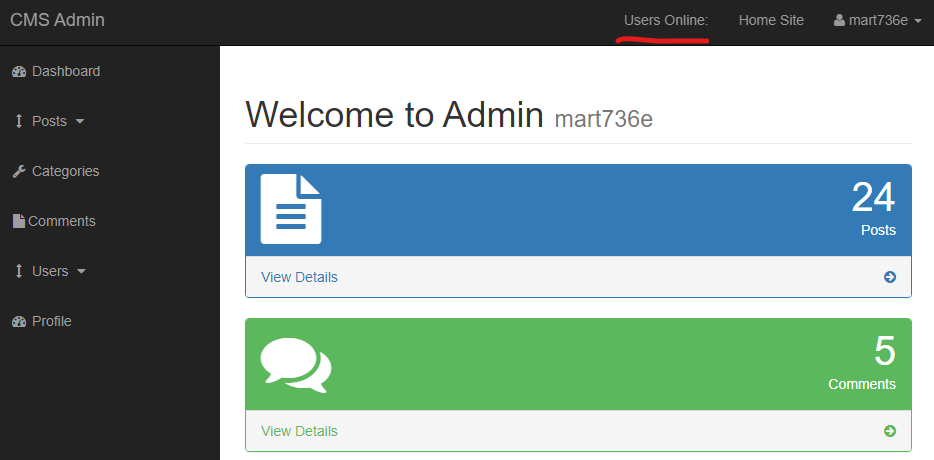 CMS Admin
Users Online:
Home Site
mart736e
Dashboard
Posts
Categories
Comments
Users
Profile
Welcome to Admin mart736e
24
Posts
View Details
5
Comments
View Details